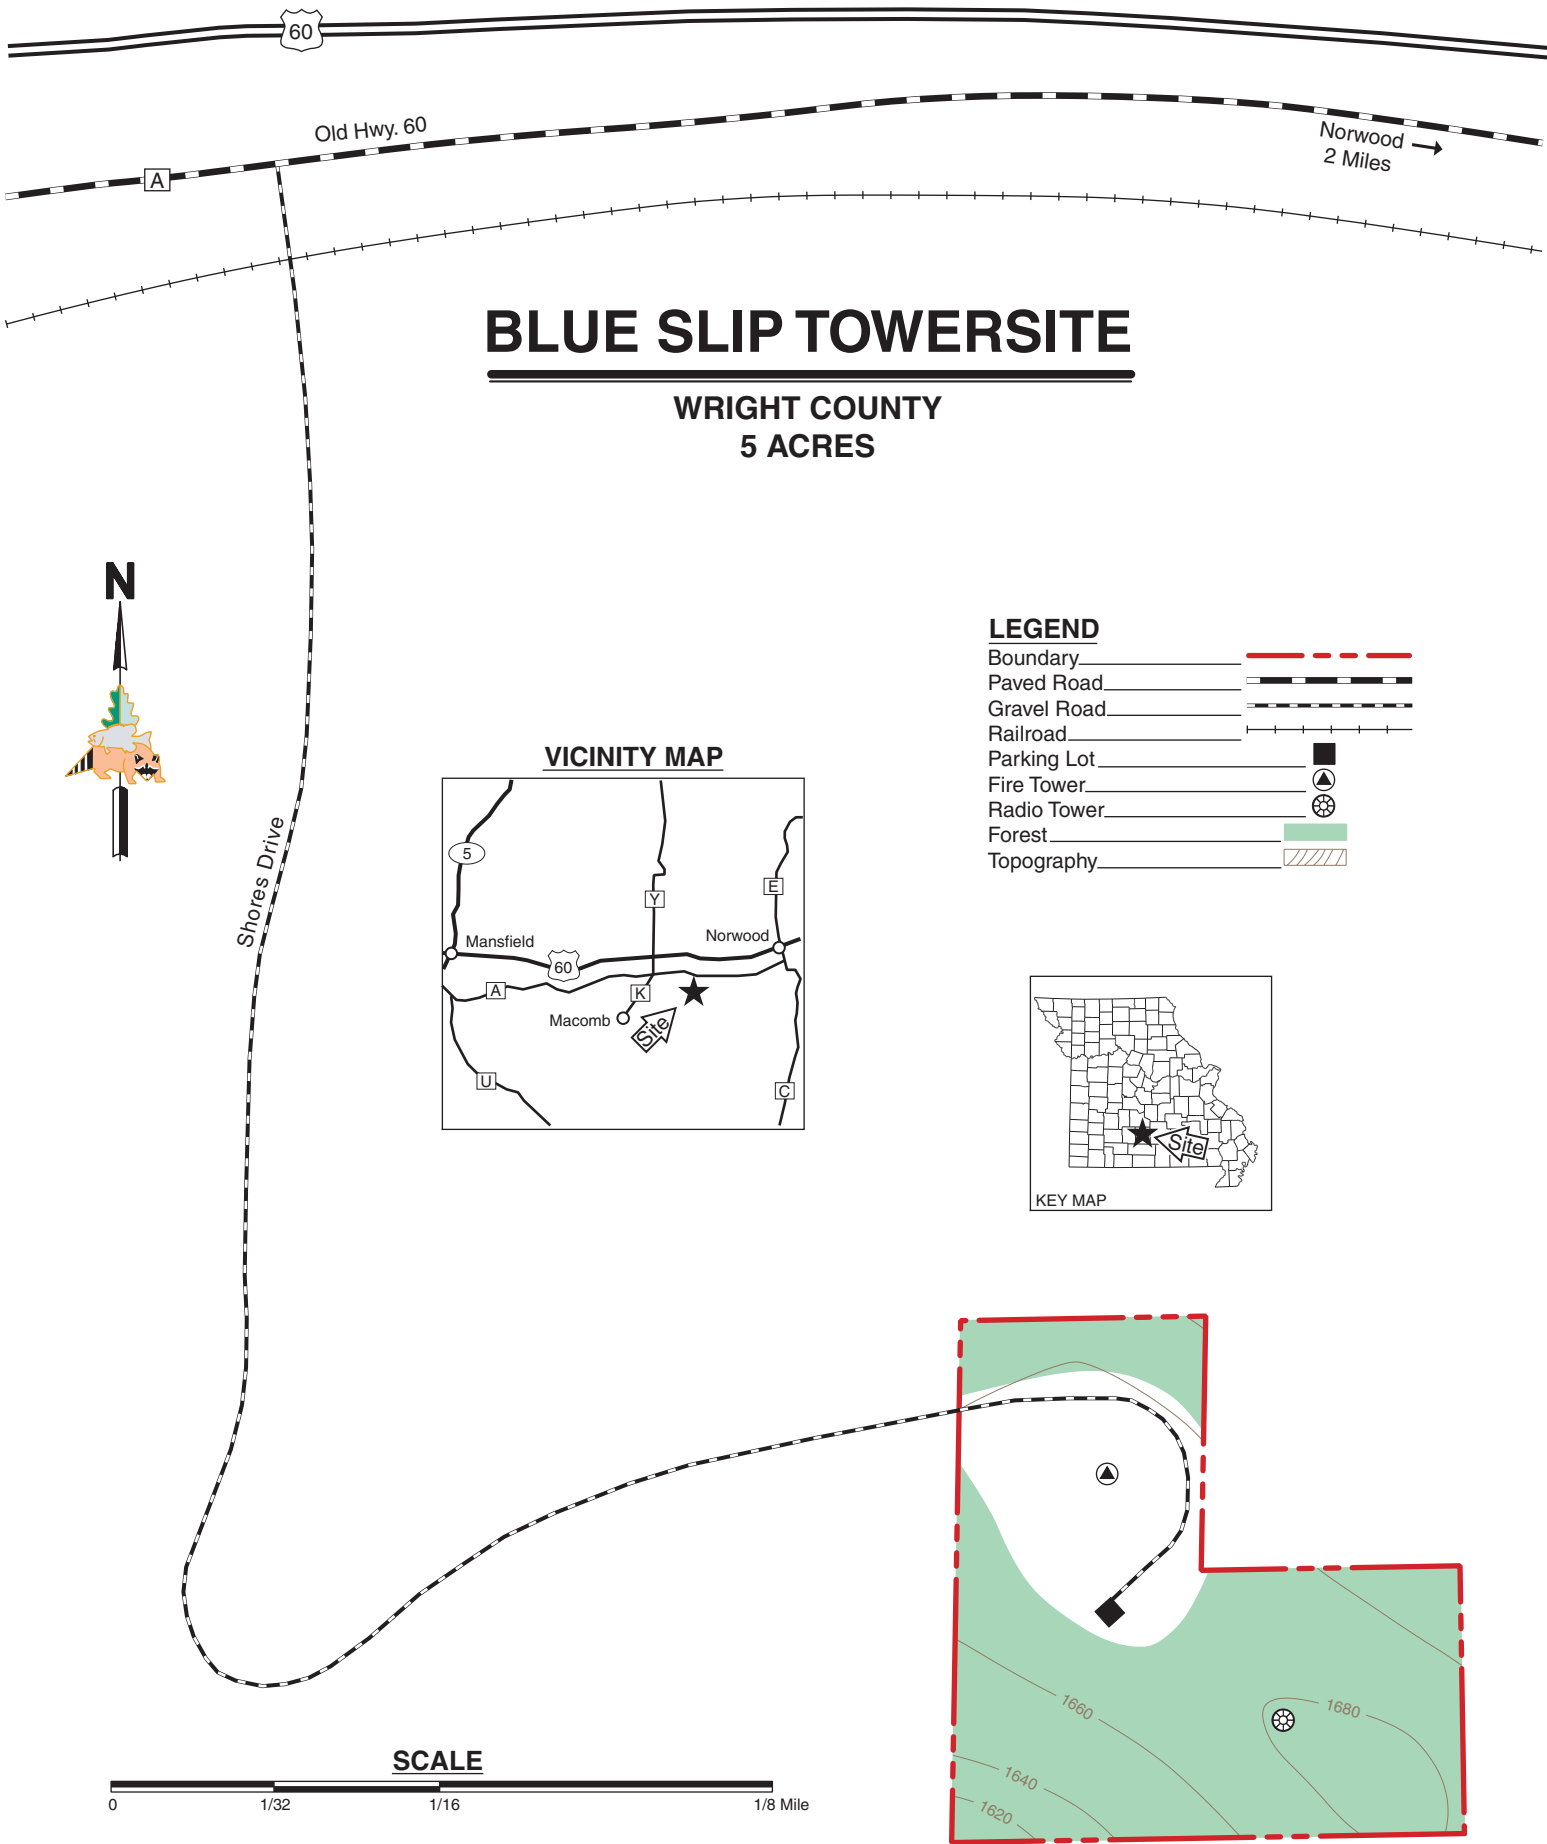 60
Old Hwy. 60
A
Norwood
2 Miles
BLUE SLIP TOWERSITE
WRIGHT COUNTY
5 ACRES
N
Shores Drive
LEGEND
Boundary
Paved Road
Gravel Road
Railroad
Parking Lot
Fire Tower
Radio Tower
Forest
Topography
VICINITY MAP
5
Y
E
Mansfield
Norwood
60
A
K
Macomb
Site
U
C
Site
KEY MAP
1660
1680
1640
1620
SCALE
0 1/32 1/16 1/8 Mile